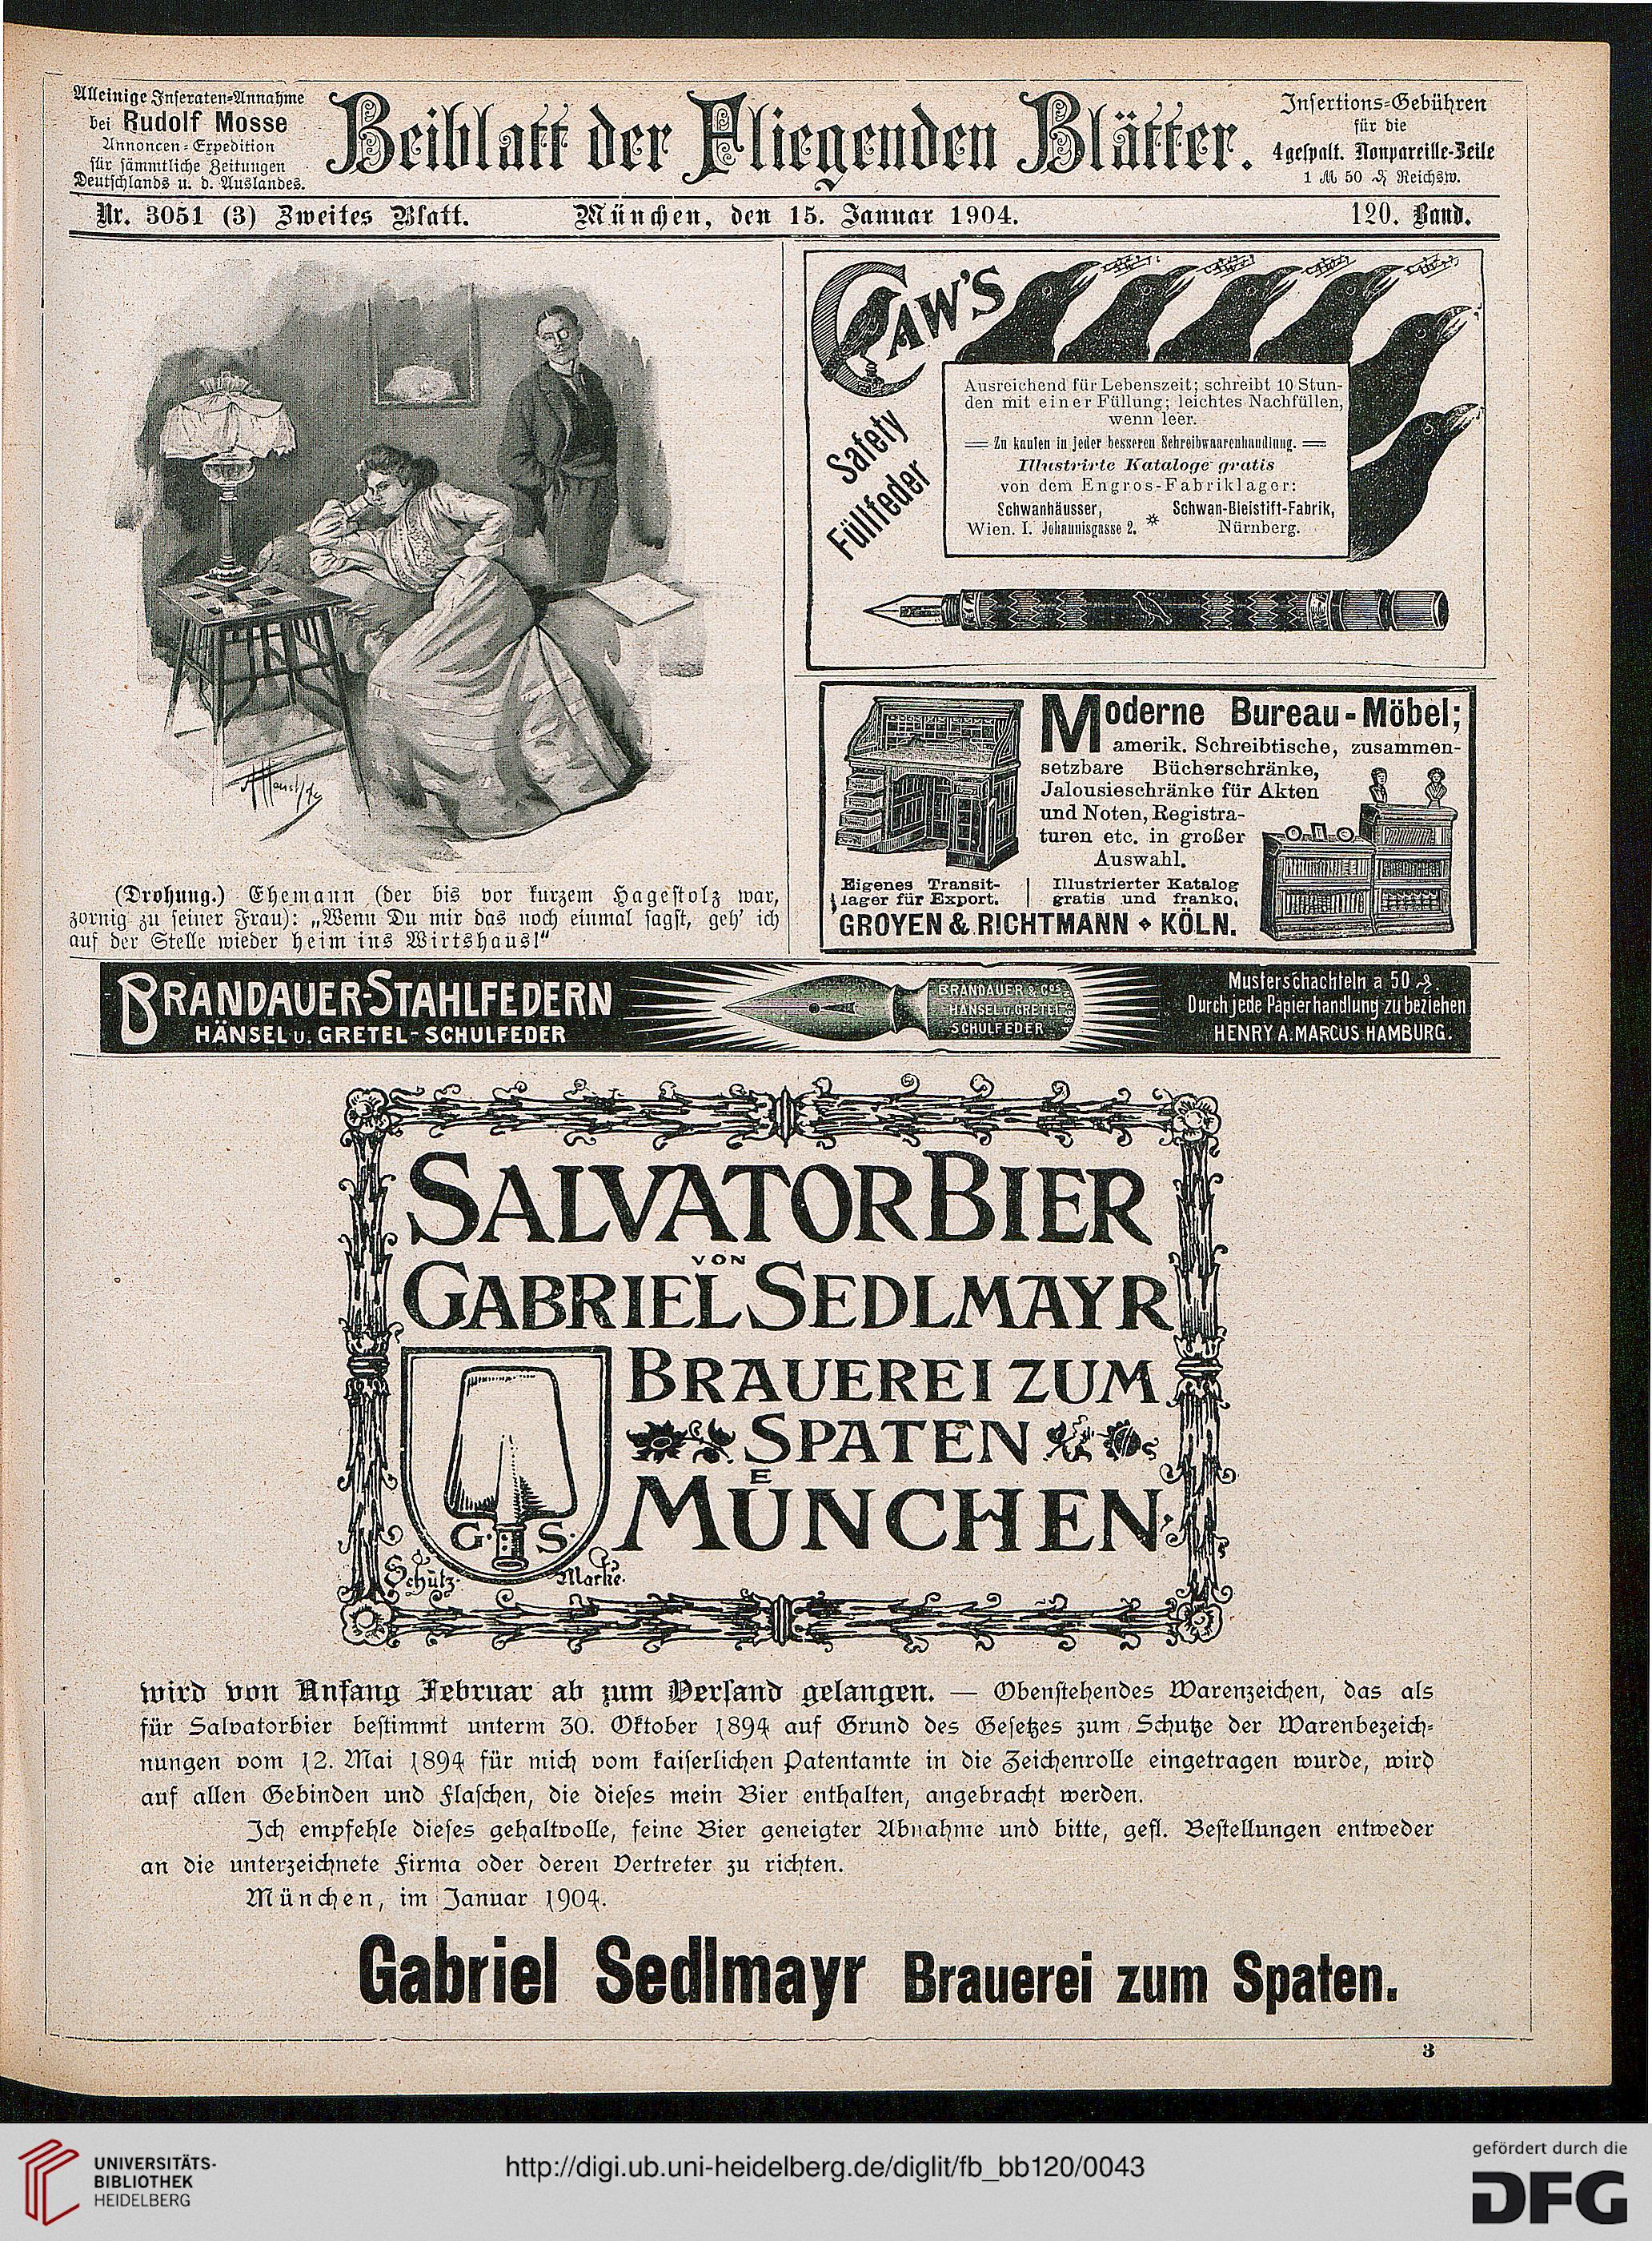 Alleinige Inseraten-Annahme
bei Rudolf Mosse
Annoncen-Expedition
für sämmtliche Zeitungen
Deutschlands u. d. Auslandes.
Beiblatt der Fliegenden Blätter.
Insertions-Gebühren
für die
4gespalt. Nonpareille-Zeile
1 ℳ 50 ₰ Reichsw.
Nr. 3051 (3) Zweites Blatt.
München, den 15. Januar 1904.
120. Band.
(Drohung.) Ehemann (der bis vor kurzem Hagestolz war,
zornig zu seiner Frau): „Wenn Du mir das noch einmal sagst, geh' ich
auf der Stelle wieder heim ins Wirtshaus!“
CAW'S
Safety
Füllfeder
Ausreichend für Lebenszeit; schreibt 10 Stun-
den mit einer Füllung; leichtes Nachfüllen,
wenn leer.
Zu kaufen in jeder besseren Schreibwaarenhandlung.
Illustrirte Kataloge gratis
von dem Engros-Fabriklager:
Schwanhäusser,
Wien. I. Johannisgasse 2.
*
Schwan-Bleistift-Fabrik,
Nürnberg.
Moderne Bureau-Möbel;
amerik. Schreibtische, zusammen-
setzbare Bücherschränke,
Jalousieschränke für Akten
und Noten, Registra-
turen etc. in großer
Auswahl.
Eigenes Transit-
lager für Export.
Illustrierter Katalog
gratis und franko.
GROYEN & RICHTMANN ❖ KÖLN.
BRANDAUER-STAHLFEDERN
HÄNSEL u. GRETEL-SCHULFEDER
BRANDAUER & Cos
HÄNSEL u. GRETEL
SCHULFEDER
Musterschachteln a 50 ₰.
Durch jede Papierhandlung zu beziehen
HENRY A. MARCUS HAMBURG.
SALVATORBIER
VON
GABRIEL SEDLMAYR
BRAUEREI ZUM
SPATEN
MUENCHEN
G. S.
Schutz-
Marke.
wird von Anfang Februar ab zum Versand gelangen. — Obenstehendes Warenzeichen, das als
für Salvatorbier bestimmt unterm 30. Oktober 1894 auf Grund des Gesetzes zum Schutze der Warenbezeich-
nungen vom 12. Mai 1894 für mich vom kaiserlichen Patentamte in die Zeichenrolle eingetragen wurde, wird
auf allen Gebinden und Flaschen, die dieses mein Bier enthalten, angebracht werden.
Ich empfehle dieses gehaltvolle, feine Bier geneigter Abnahme und bitte, gefl. Bestellungen entweder
an die unterzeichnete Firma oder deren Vertreter zu richten.
München, im Januar 1904.
Gabriel Sedlmayr Brauerei zum Spaten.
3
UNIVERSITÄTS-
BIBLIOTHEK
HEIDELBERG
http://digi.ub.uni-heidelberg.de/diglit/fb_bb120/0043
gefördert durch die
DFG